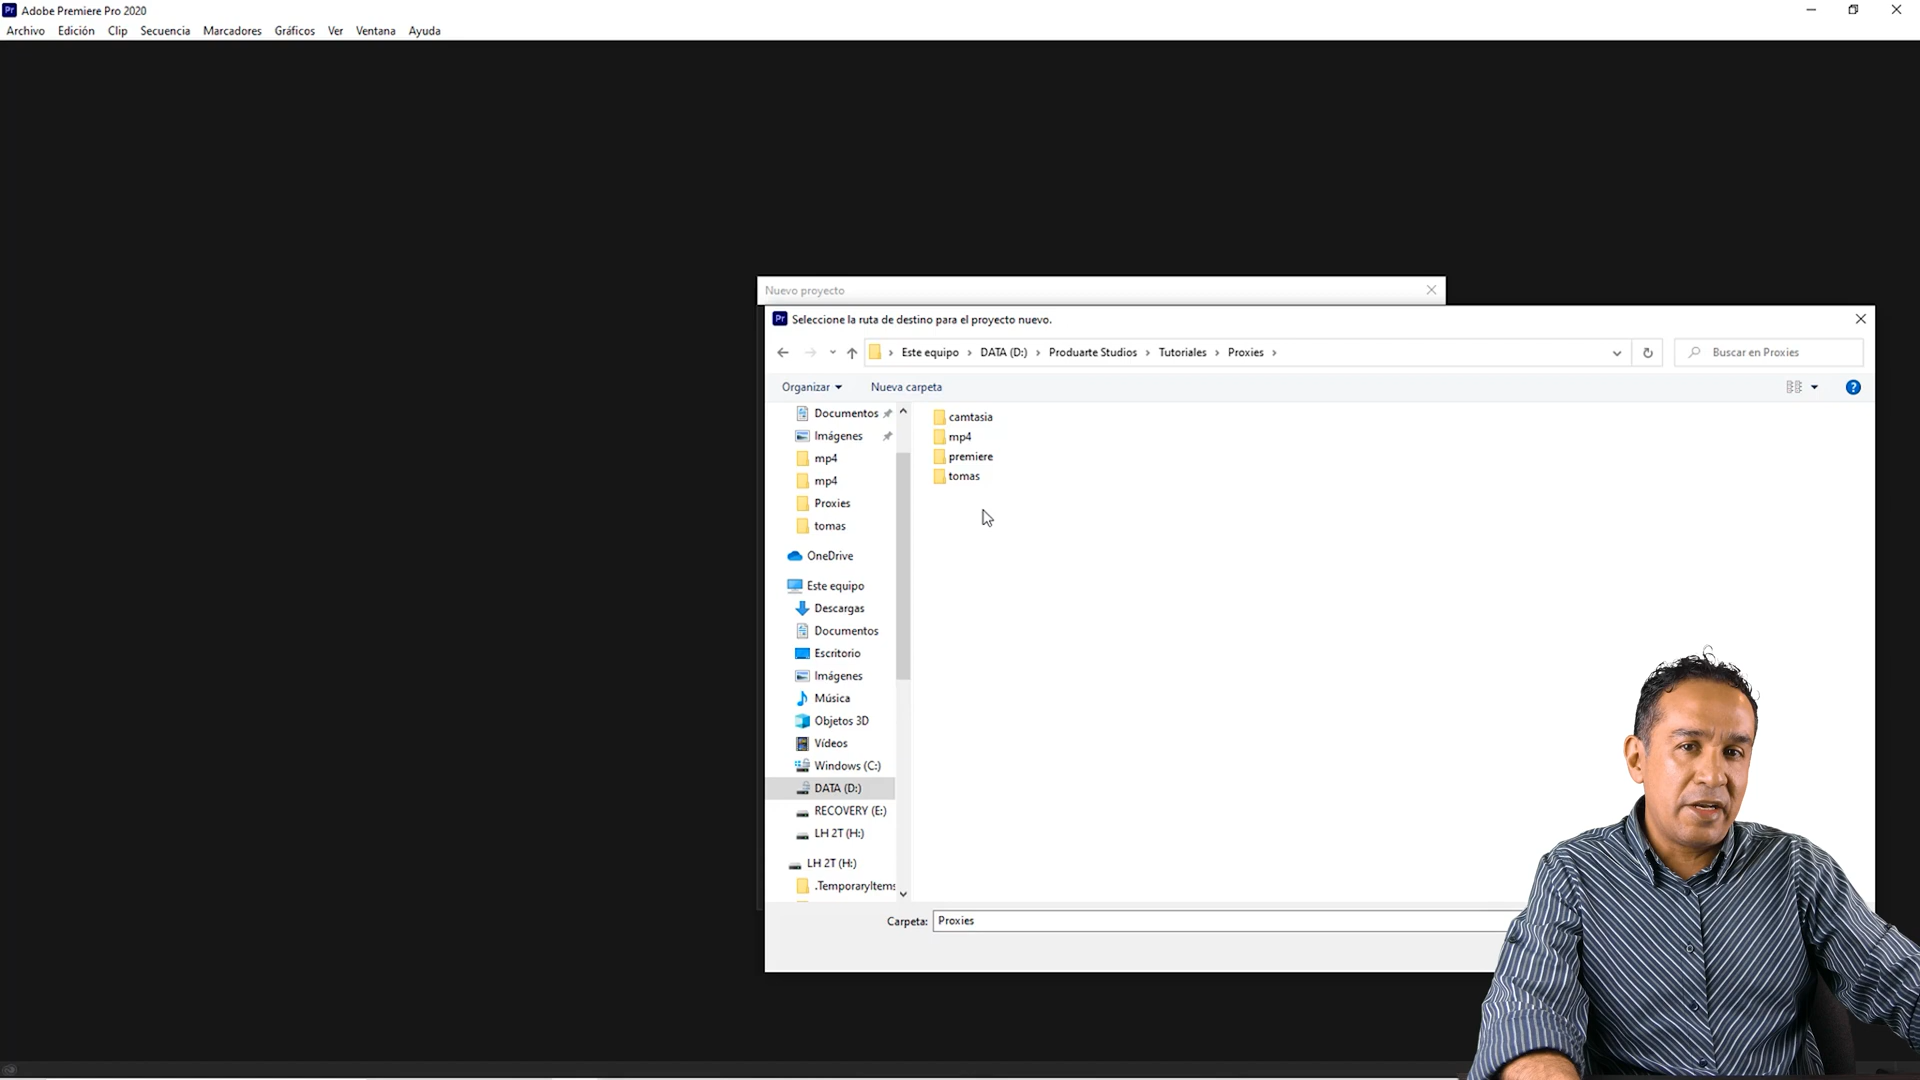 Adobe Premiere Pro 2020
Archivo Edición Clip Secuencia Marcadores Gráficos Ver Ventana Ayuda
Nuevo proyecto
Pr Seleccione la ruta de destino para el proyecto nuevo.
Este equipo > DATA (D:) > Produarte Studios > Tutoriales > Proxies >
Buscar en Proxies
Organizar Nueva carpeta
Documentos
Imágenes
mp4
mp4
Proxies
tomas
OneDrive
Este equipo
Descargas
Documentos
Escritorio
Imágenes
Música
Objetos 3D
Vídeos
Windows (C:)
DATA (D:)
RECOVERY (E:)
LH 2T (H:)
LH 2T (H:)
.TemporaryItems
camtasia
mp4
premiere
tomas
Carpeta: Proxies